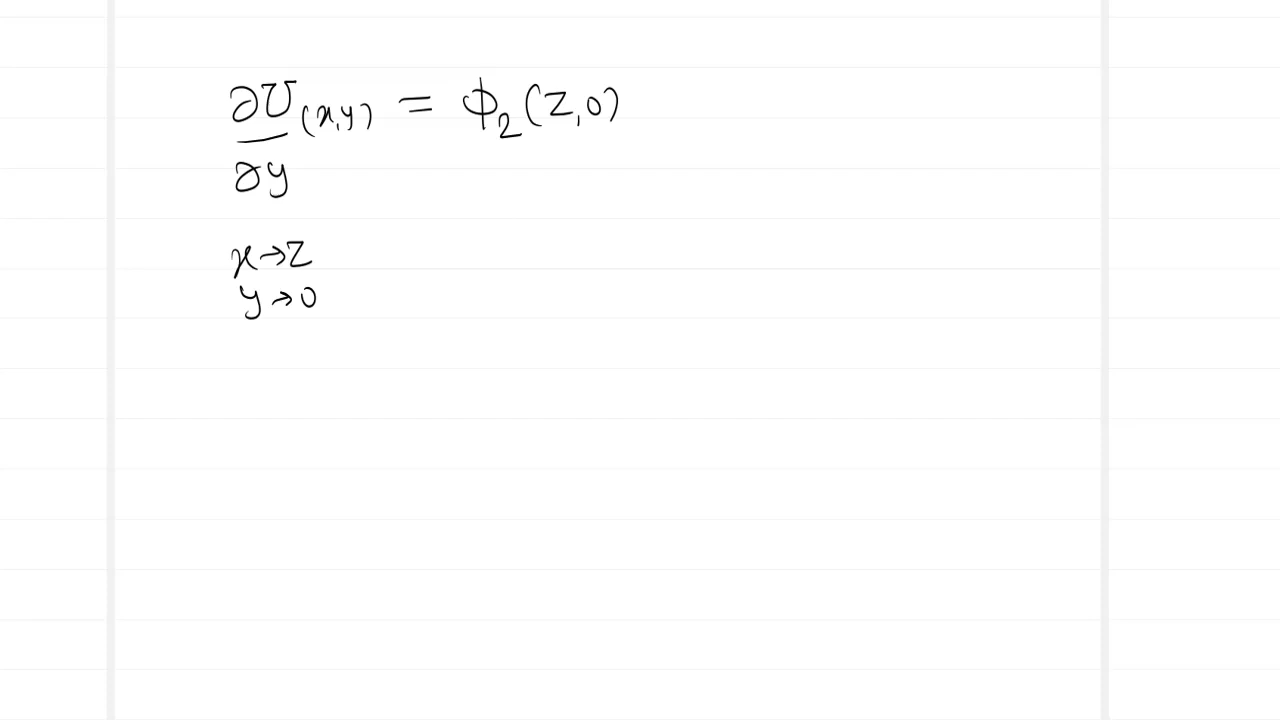 ∂U(x,y) = ϕ₂(z,0)
∂y
x→z
y→0